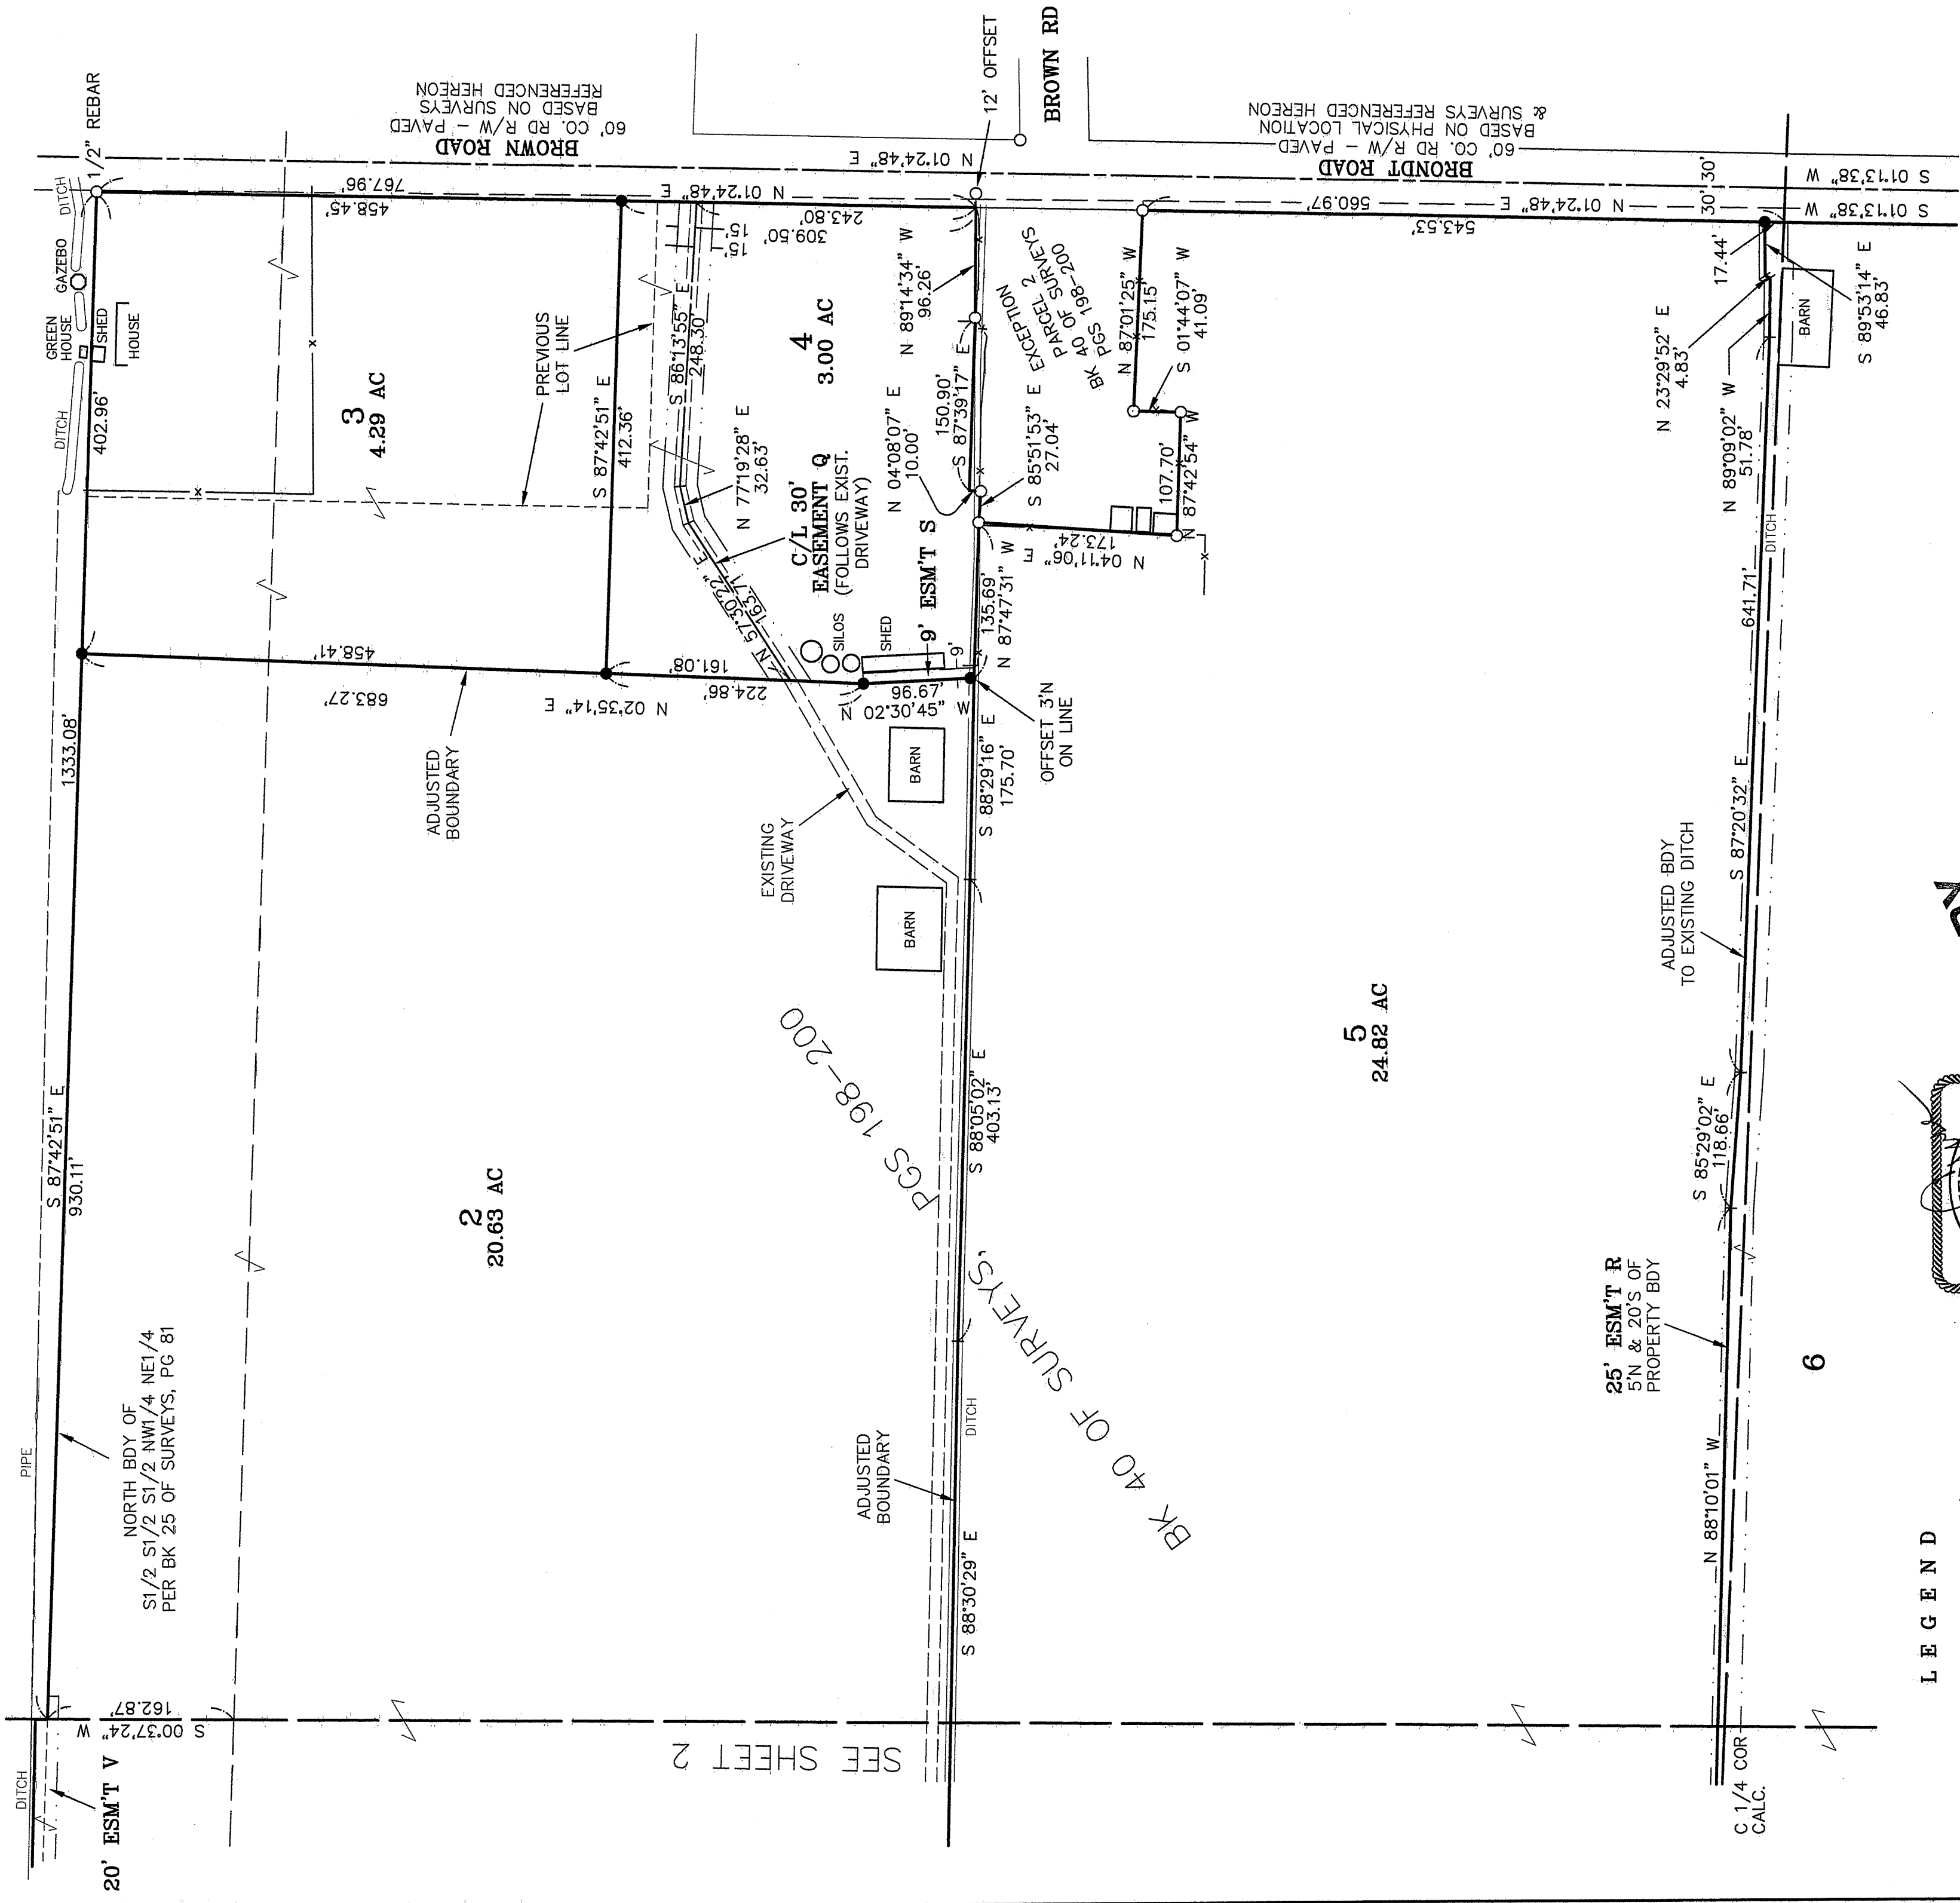 DITCH
20' ESM'T V
S 00°37'24" W
162.87'
PIPE
NORTH BDY OF
S1/2 S1/2 S1/2 NW1/4 NE1/4
PER BK 25 OF SURVEYS, PG 81
S 87°42'51" E
930.11'
1333.08'
402.96'
DITCH
GREEN
HOUSE
GAZEBO
DITCH
1/2" REBAR
SHED
HOUSE
3
4.29 AC
PREVIOUS
LOT LINE
767.96'
458.45'
BROWN ROAD
60' CO. RD R/W - PAVED
BASED ON SURVEYS
REFERENCED HEREON
458.41'
683.27'
ADJUSTED
BOUNDARY
N 02°35'14" E
S 87°42'51" E
412.36'
N 01°24'48" E
N 01°24'48" E
243.80'
309.50'
15'
15'
S 86°13'55" E
248.30'
N 77°19'28" E
32.63'
N 57°30'22" E
163.71'
C/L 30'
EASEMENT Q
(FOLLOWS EXIST.
DRIVEWAY)
4
3.00 AC
161.08'
224.86'
SILOS
SHED
9' ESM'T S
9'
96.67'
N 02°30'45" W
N 04°08'07" E
10.00'
150.90'
S 87°39'17" E
N 89°14'34" W
96.26'
12' OFFSET
BROWN RD
EXCEPTION
PARCEL 2
BK 40 OF SURVEYS
PGS 198-200
S 85°51'53" E
27.04'
135.69'
N 87°47'31" W
OFFSET 3'N
ON LINE
N 04°11'06" E
173.24'
107.70'
N 87°42'54" W
S 01°44'07" W
41.09'
N 87°01'25" W
175.15'
BARN
BARN
EXISTING
DRIVEWAY
S 88°29'16" E
175.70'
S 88°05'02" E
403.13'
2
20.63 AC
BK 40 OF SURVEYS, PGS 198-200
ADJUSTED
BOUNDARY
DITCH
S 88°30'29" E
SEE SHEET 2
5
24.82 AC
BRONDT ROAD
60' CO. RD R/W - PAVED
BASED ON PHYSICAL LOCATION
& SURVEYS REFERENCED HEREON
560.97'
N 01°24'48" E
543.53'
30' 30'
S 01°13'38" W
S 01°13'38" W
17.44'
N 23°29'52" E
4.83'
N 89°09'02" W
51.78'
S 89°53'14" E
46.83'
BARN
DITCH
641.71'
S 87°20'32" E
ADJUSTED BDY
TO EXISTING DITCH
S 85°29'02" E
118.66'
25' ESM'T R
5'N & 20'S OF
PROPERTY BDY
N 88°10'01" W
C 1/4 COR
CALC.
6
LEGEND